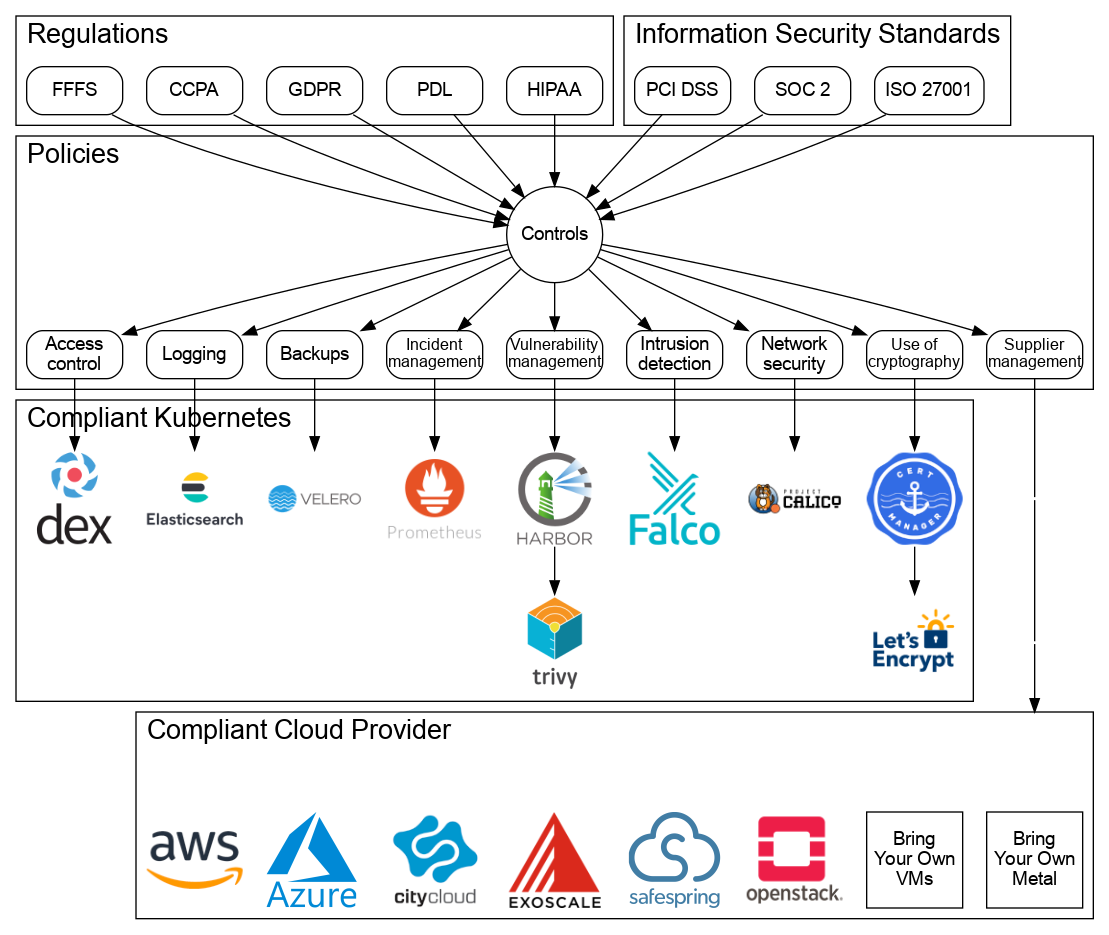 Regulations
Information Security Standards
FFFS
CCPA
GDPR
PDL
HIPAA
PCI DSS
SOC 2
ISO 27001
Policies
Controls
Access
control
Logging
Backups
Incident
management
Vulnerability
management
Intrusion
detection
Network
security
Use of
cryptography
Supplier
management
Compliant Kubernetes
dex
Elasticsearch
VELERO
Prometheus
HARBOR
Falco
PROJECT
CALICO
CERT
MANAGER
trivy
Let's
Encrypt
Compliant Cloud Provider
aws
Azure
citycloud
EXOSCALE
safespring
openstack.
Bring
Your Own
VMs
Bring
Your Own
Metal